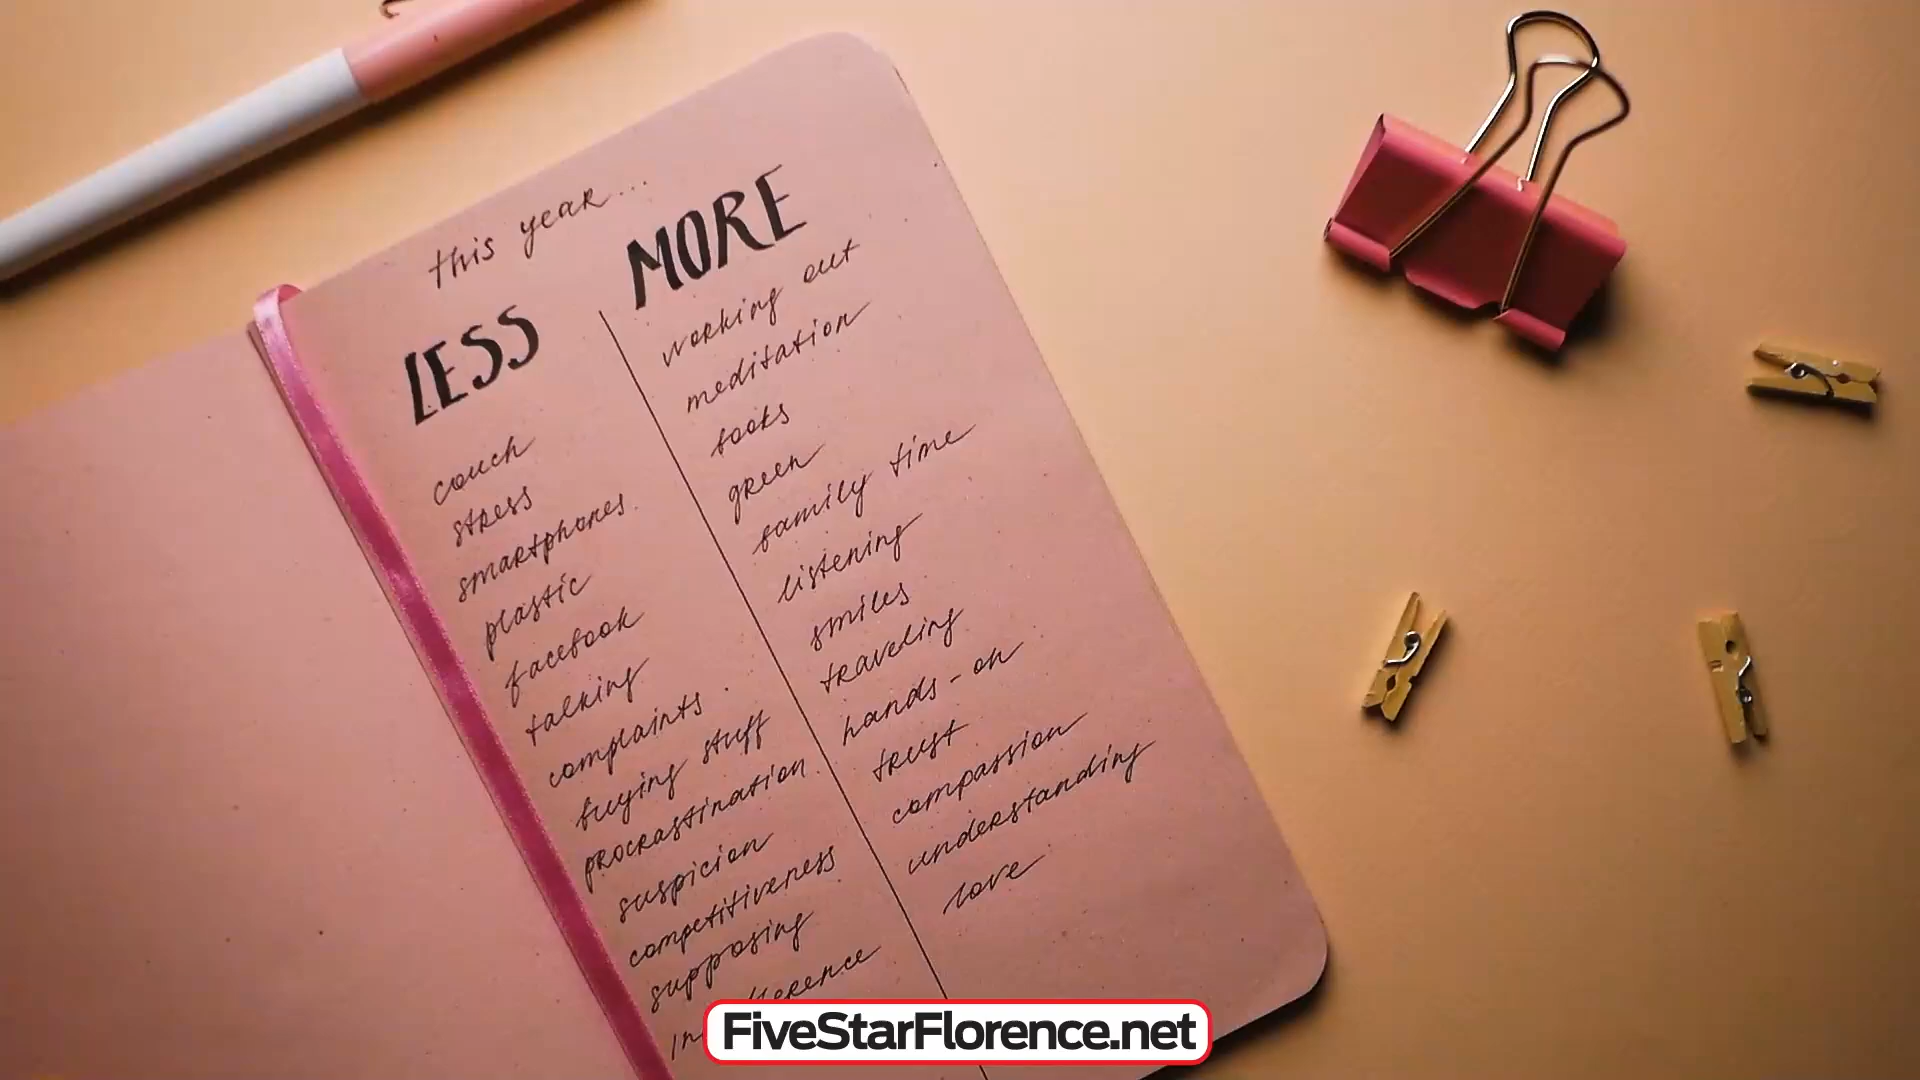 this year...
LESS
couch
stress
smartphones
plastic
facebook
talking
complaints
buying stuff
procrastination
suspicion
competitiveness
supposing
MORE
working out
meditation
books
green
family time
listening
smiles
traveling
hands-on
trust
compassion
understanding
love
FiveStarFlorence.net